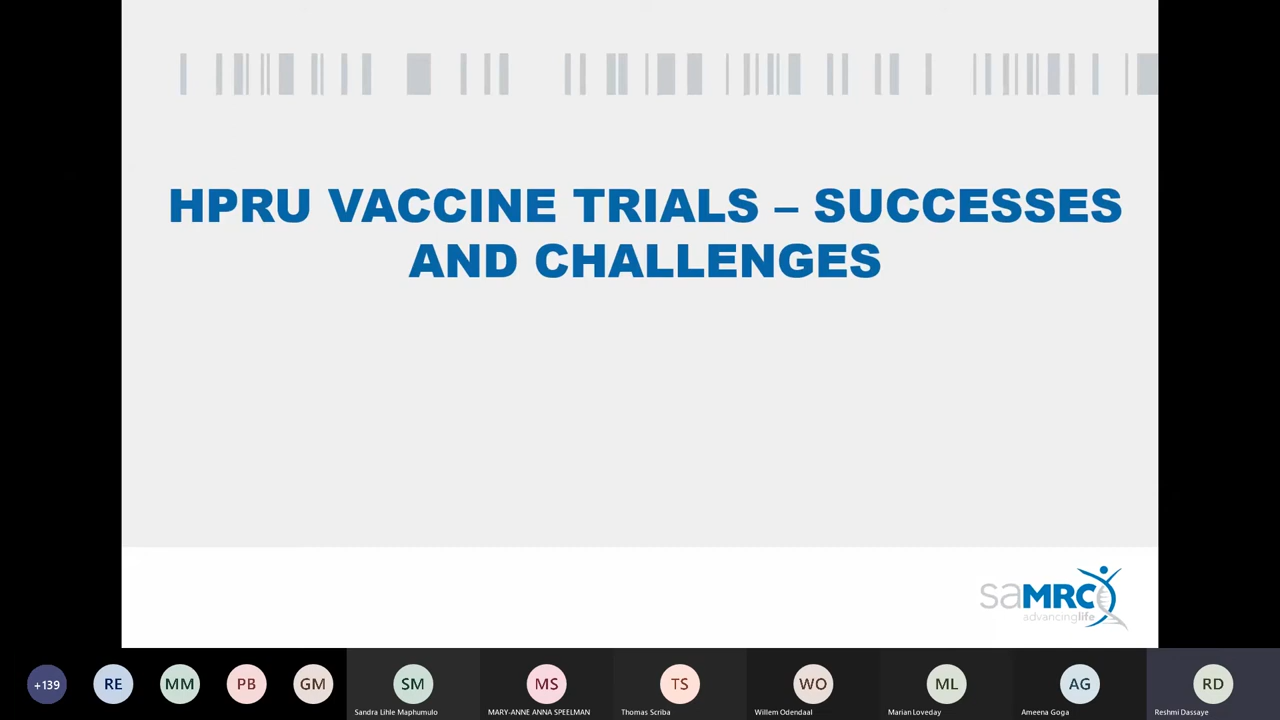 HPRU VACCINE TRIALS – SUCCESSES
AND CHALLENGES
saMRC
advancinglife
+139
RE
MM
PB
GM
SM
MS
TS
WO
ML
AG
RD
Sandra Lihle Maphumulo
MARY-ANNE ANNA SPEELMAN
Thomas Scriba
Willem Odendaal
Marian Loveday
Ameena Goga
Reshmi Dassaye